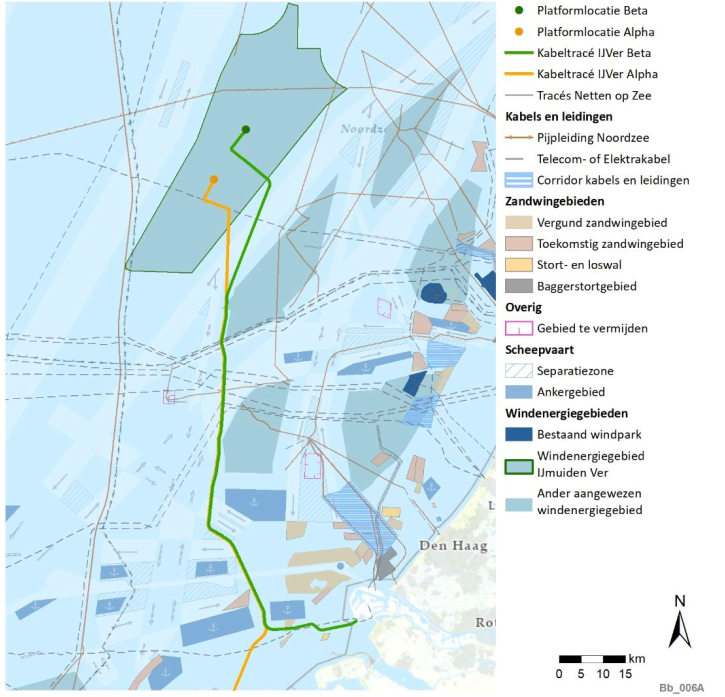 Platformlocatie Beta
Platformlocatie Alpha
Kabeltracé IJVer Beta
Kabeltracé IJVer Alpha
Tracés Netten op Zee
Kabels en leidingen
Pijpleiding Noordzee
Telecom- of Elektrakabel
Corridor kabels en leidingen
Zandwingebieden
Vergund zandwingebied
Toekomstig zandwingebied
Stort- en loswal
Baggerstortgebied
Overig
Gebied te vermijden
Scheepvaart
Separatiezone
Ankergebied
Windenergiegebieden
Bestaand windpark
Windenergiegebied
IJmuiden Ver
Ander aangewezen
windenergiegebied
Noordze
L
Den Haag
Rot
N
0 5 10 15 km
Bb_006A